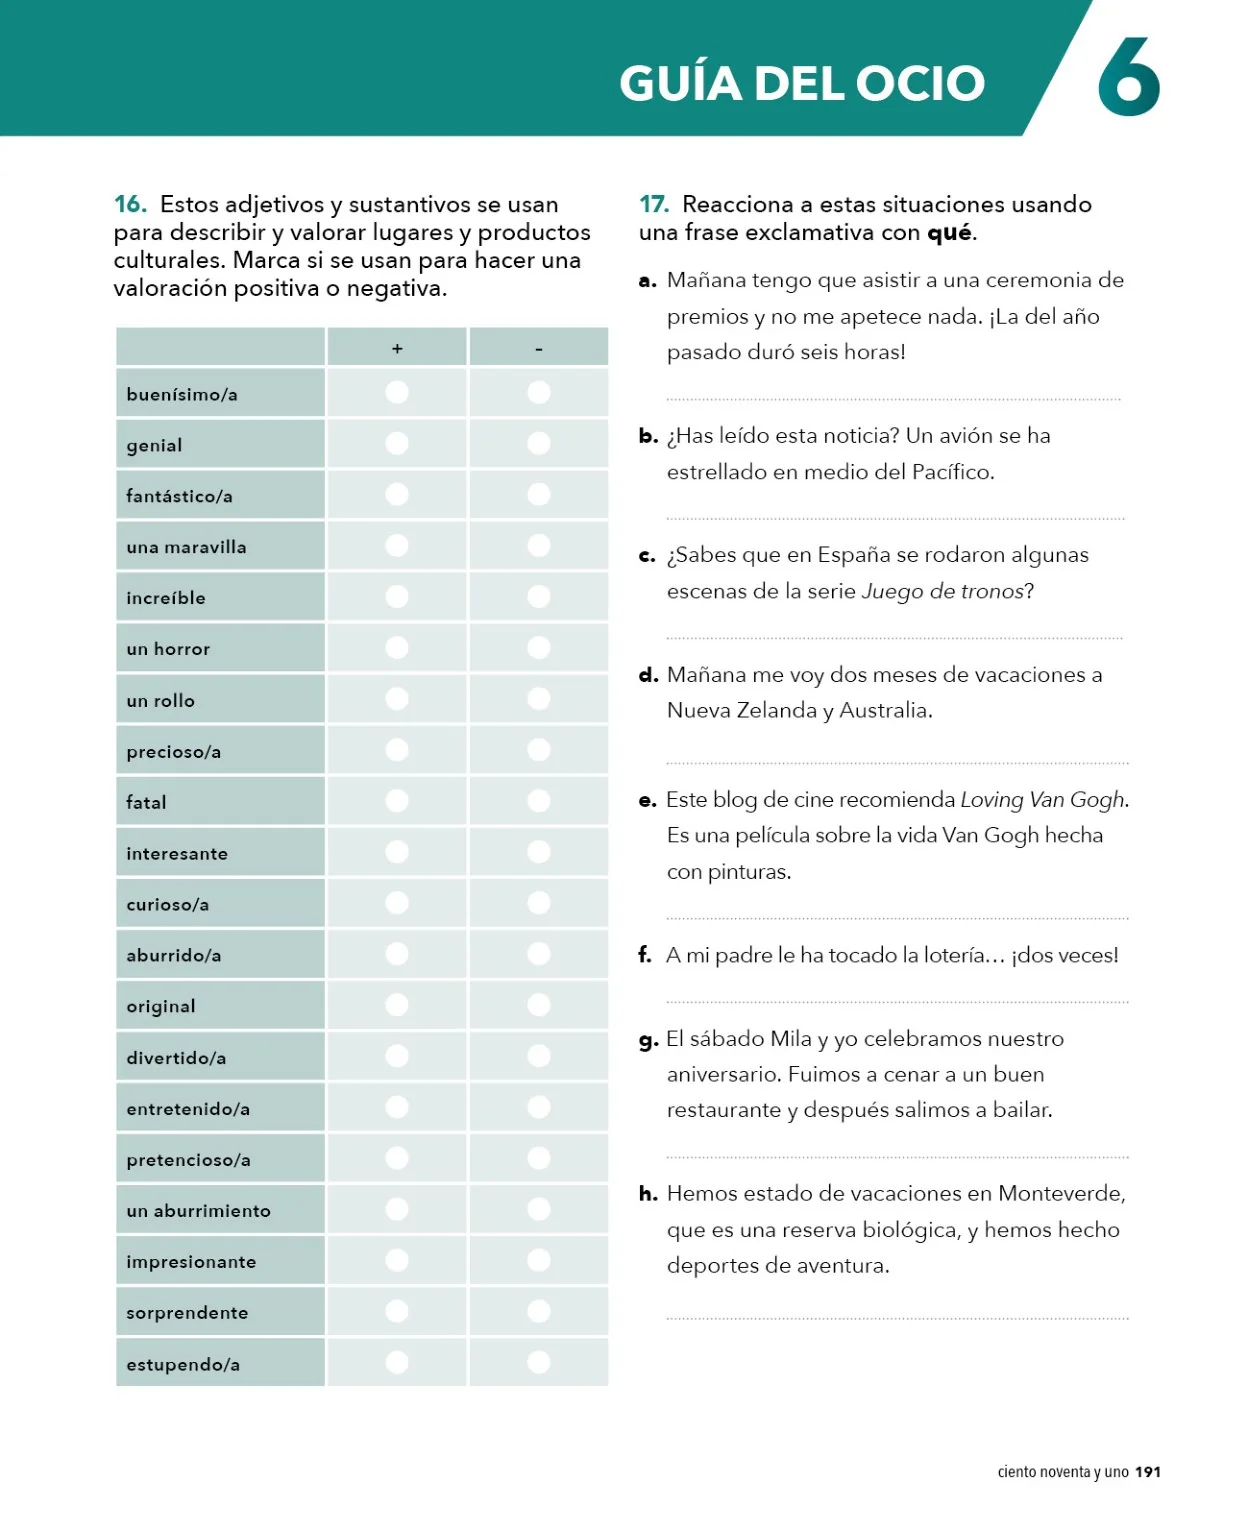 GUÍA DEL OCIO
6
16. Estos adjetivos y sustantivos se usan
para describir y valorar lugares y productos
culturales. Marca si se usan para hacer una
valoración positiva o negativa.
+ -
buenísimo/a
genial
fantástico/a
una maravilla
increíble
un horror
un rollo
precioso/a
fatal
interesante
curioso/a
aburrido/a
original
divertido/a
entretenido/a
pretencioso/a
un aburrimiento
impresionante
sorprendente
estupendo/a
17. Reacciona a estas situaciones usando
una frase exclamativa con qué.
a. Mañana tengo que asistir a una ceremonia de
premios y no me apetece nada. ¡La del año
pasado duró seis horas!
b. ¿Has leído esta noticia? Un avión se ha
estrellado en medio del Pacífico.
c. ¿Sabes que en España se rodaron algunas
escenas de la serie Juego de tronos?
d. Mañana me voy dos meses de vacaciones a
Nueva Zelanda y Australia.
e. Este blog de cine recomienda Loving Van Gogh.
Es una película sobre la vida Van Gogh hecha
con pinturas.
f. A mi padre le ha tocado la lotería… ¡dos veces!
g. El sábado Mila y yo celebramos nuestro
aniversario. Fuimos a cenar a un buen
restaurante y después salimos a bailar.
h. Hemos estado de vacaciones en Monteverde,
que es una reserva biológica, y hemos hecho
deportes de aventura.
ciento noventa y uno 191